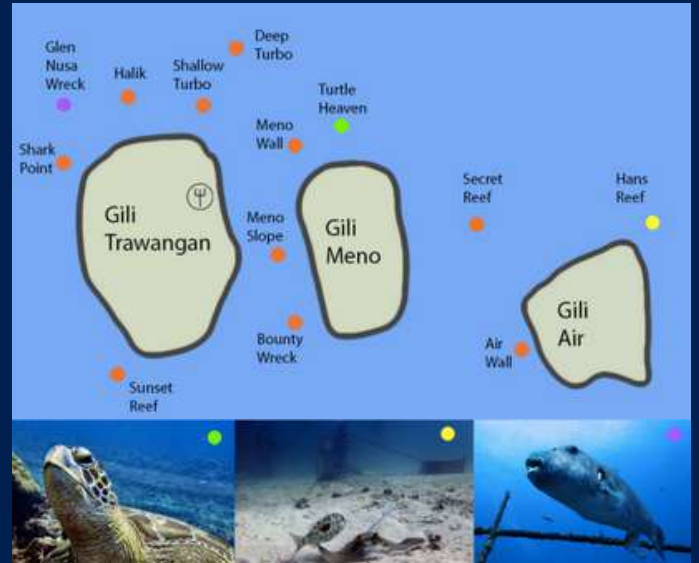 Glen
Nusa
Wreck
Halik
Shallow
Turbo
Deep
Turbo
Turtle
Heaven
Meno
Wall
Shark
Point
Gili
Trawangan
Meno
Slope
Gili
Meno
Secret
Reef
Hans
Reef
Gili
Air
Bounty
Wreck
Air
Wall
Sunset
Reef